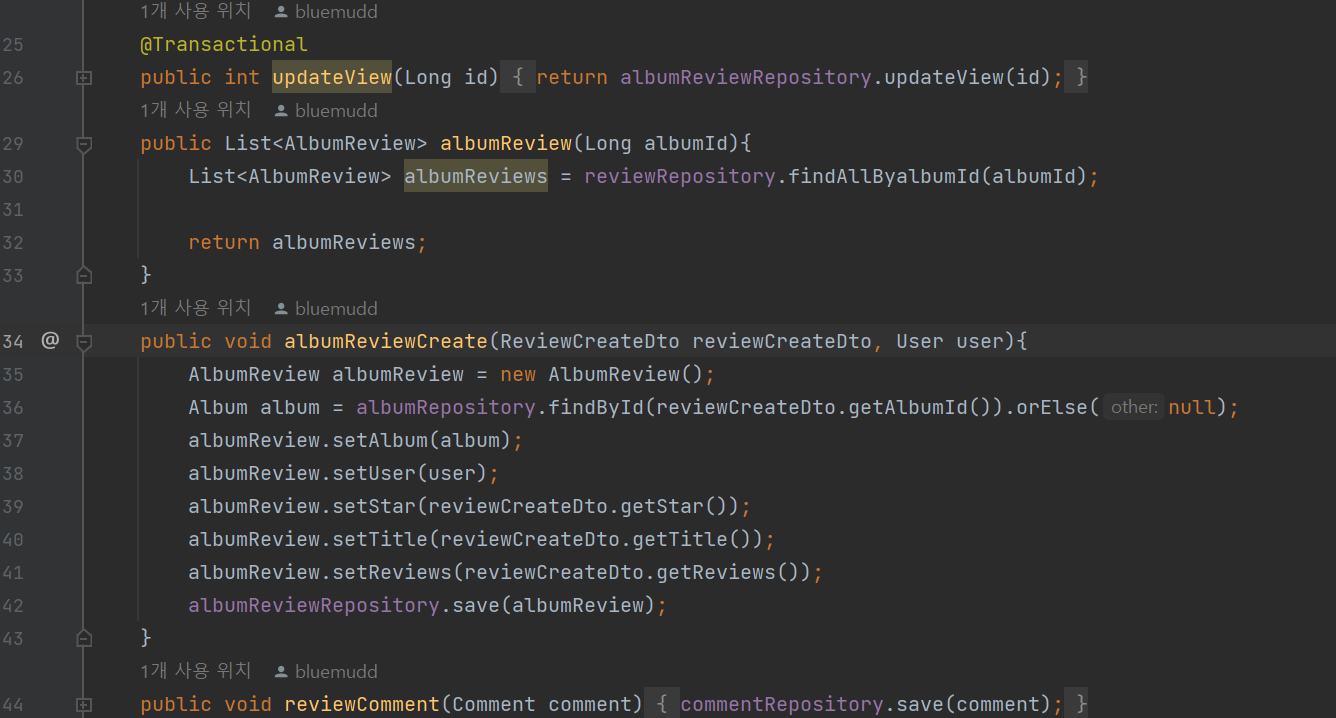 1개 사용 위치 bluemudd
25 @Transactional
26 public int updateView(Long id) { return albumReviewRepository.updateView(id); }
1개 사용 위치 bluemudd
29 public List<AlbumReview> albumReview(Long albumId){
30 List<AlbumReview> albumReviews = reviewRepository.findAllByalbumId(albumId);
31
32 return albumReviews;
33 }
1개 사용 위치 bluemudd
34 @ public void albumReviewCreate(ReviewCreateDto reviewCreateDto, User user){
35 AlbumReview albumReview = new AlbumReview();
36 Album album = albumRepository.findById(reviewCreateDto.getAlbumId()).orElse( other: null);
37 albumReview.setAlbum(album);
38 albumReview.setUser(user);
39 albumReview.setStar(reviewCreateDto.getStar());
40 albumReview.setTitle(reviewCreateDto.getTitle());
41 albumReview.setReviews(reviewCreateDto.getReviews());
42 albumReviewRepository.save(albumReview);
43 }
1개 사용 위치 bluemudd
44 public void reviewComment(Comment comment) { commentRepository.save(comment); }